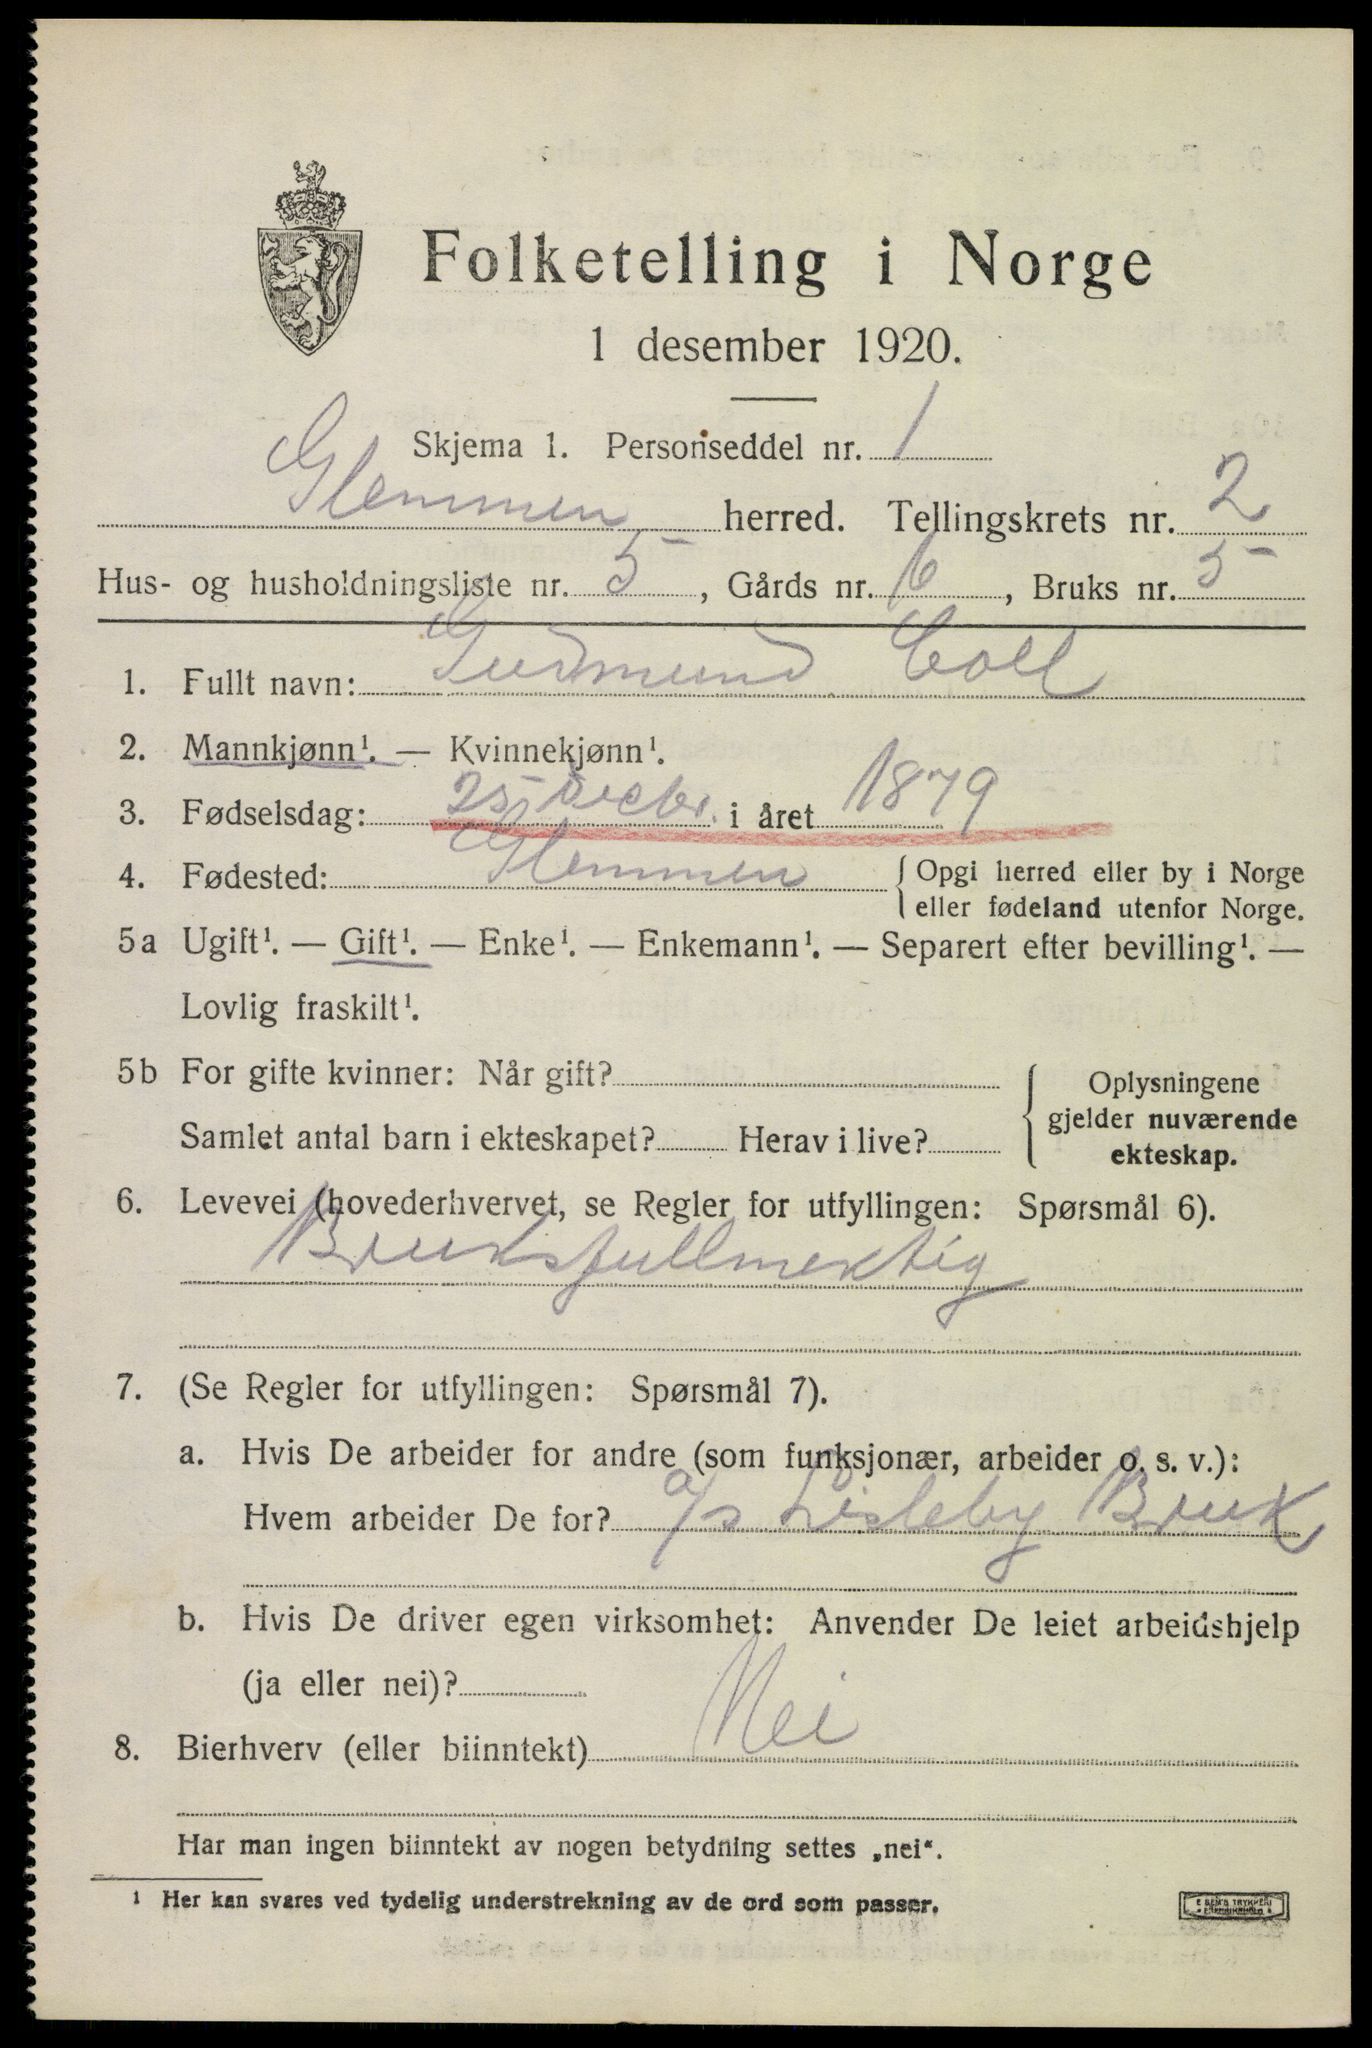 Folketelling i Norge
1 desember 1920.
Skjema 1. Personseddel nr. 1
Glemmen herred. Tellingskrets nr. 2
Hus- og husholdningsliste nr. 5, Gårds nr. 6, Bruks nr. 5
1. Fullt navn: Gudmund Coll
2. Mannkjønn¹. — Kvinnekjønn¹.
3. Fødselsdag: 25 Decbr. i året 1879
4. Fødested: Glemmen { Opgi herred eller by i Norge
eller fødeland utenfor Norge.
5a Ugift¹. — Gift¹. — Enke¹. — Enkemann¹. — Separert efter bevilling¹. —
Lovlig fraskilt¹.
5b For gifte kvinner: Når gift?
Samlet antal barn i ekteskapet? Herav i live?
{ Oplysningene
gjelder nuværende
ekteskap.
6. Levevei (hovederhvervet, se Regler for utfyllingen: Spørsmål 6).
Bruksfullmektig
7. (Se Regler for utfyllingen: Spørsmål 7).
a. Hvis De arbeider for andre (som funksjonær, arbeider o. s. v.):
Hvem arbeider De for? a/s Lisleby Bruk
b. Hvis De driver egen virksomhet: Anvender De leiet arbeidshjelp
(ja eller nei)?
8. Bierhverv (eller biinntekt) Nei
Har man ingen biinntekt av nogen betydning settes „nei“.
¹ Her kan svares ved tydelig understrekning av de ord som passer.